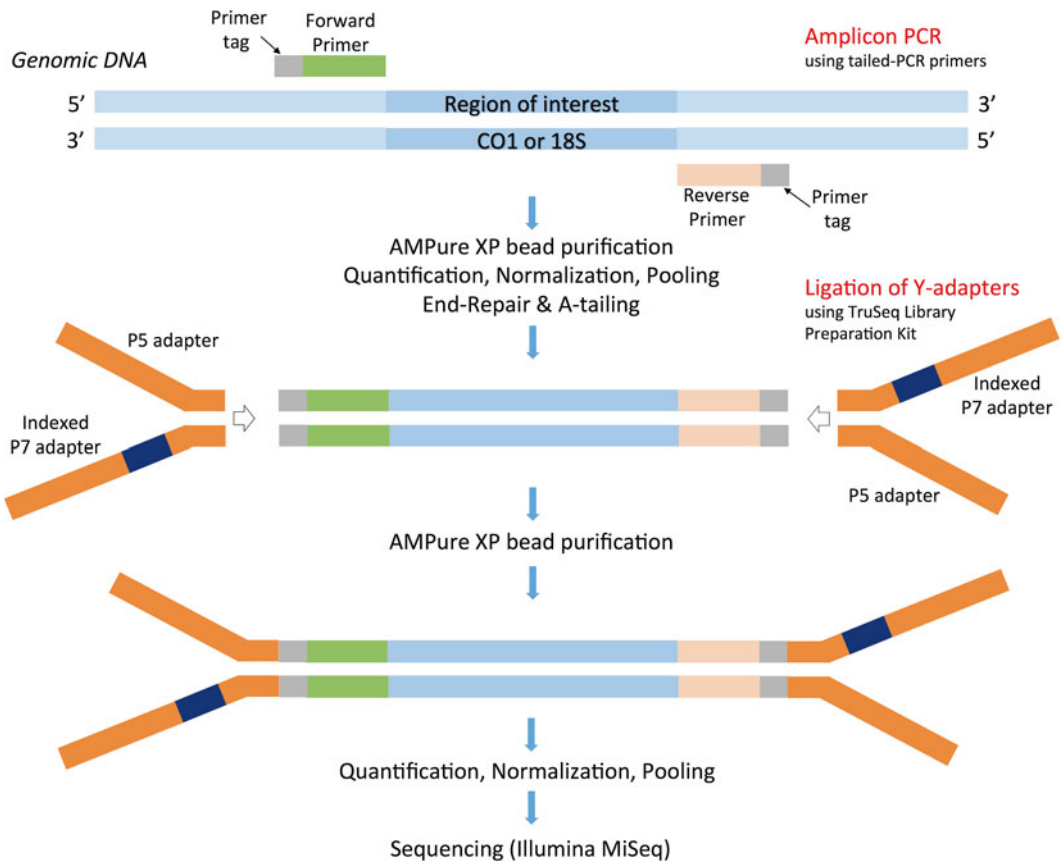 Primer
tag
Forward
Primer
Genomic DNA
Amplicon PCR
using tailed-PCR primers
5’
Region of interest
3’
3’
CO1 or 18S
5’
Reverse
Primer
Primer
tag
AMPure XP bead purification
Quantification, Normalization, Pooling
End-Repair & A-tailing
Ligation of Y-adapters
using TruSeq Library
Preparation Kit
P5 adapter
Indexed
P7 adapter
Indexed
P7 adapter
P5 adapter
AMPure XP bead purification
Quantification, Normalization, Pooling
Sequencing (Illumina MiSeq)